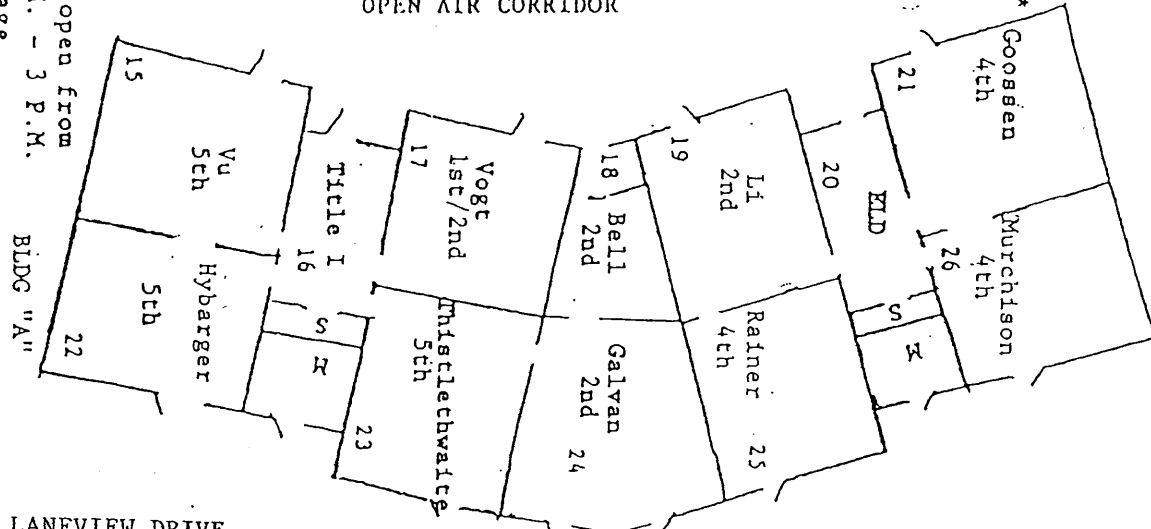 OPEN AIR CORRIDOR
*
open from
. - 3 P.M.
15
Vu
5th
Title I
16
17
Vogt
1st/2nd
18
Bell
2nd
19
Li
2nd
20
ELD
21
Goossen
4th
Murchison
4th
26
S
Rainer
4th
25
Galvan
2nd
24
Thistlethwaite
5th
23
S
Hybarger
5th
22
BLDG "A"
LANEVIEW DRIVE